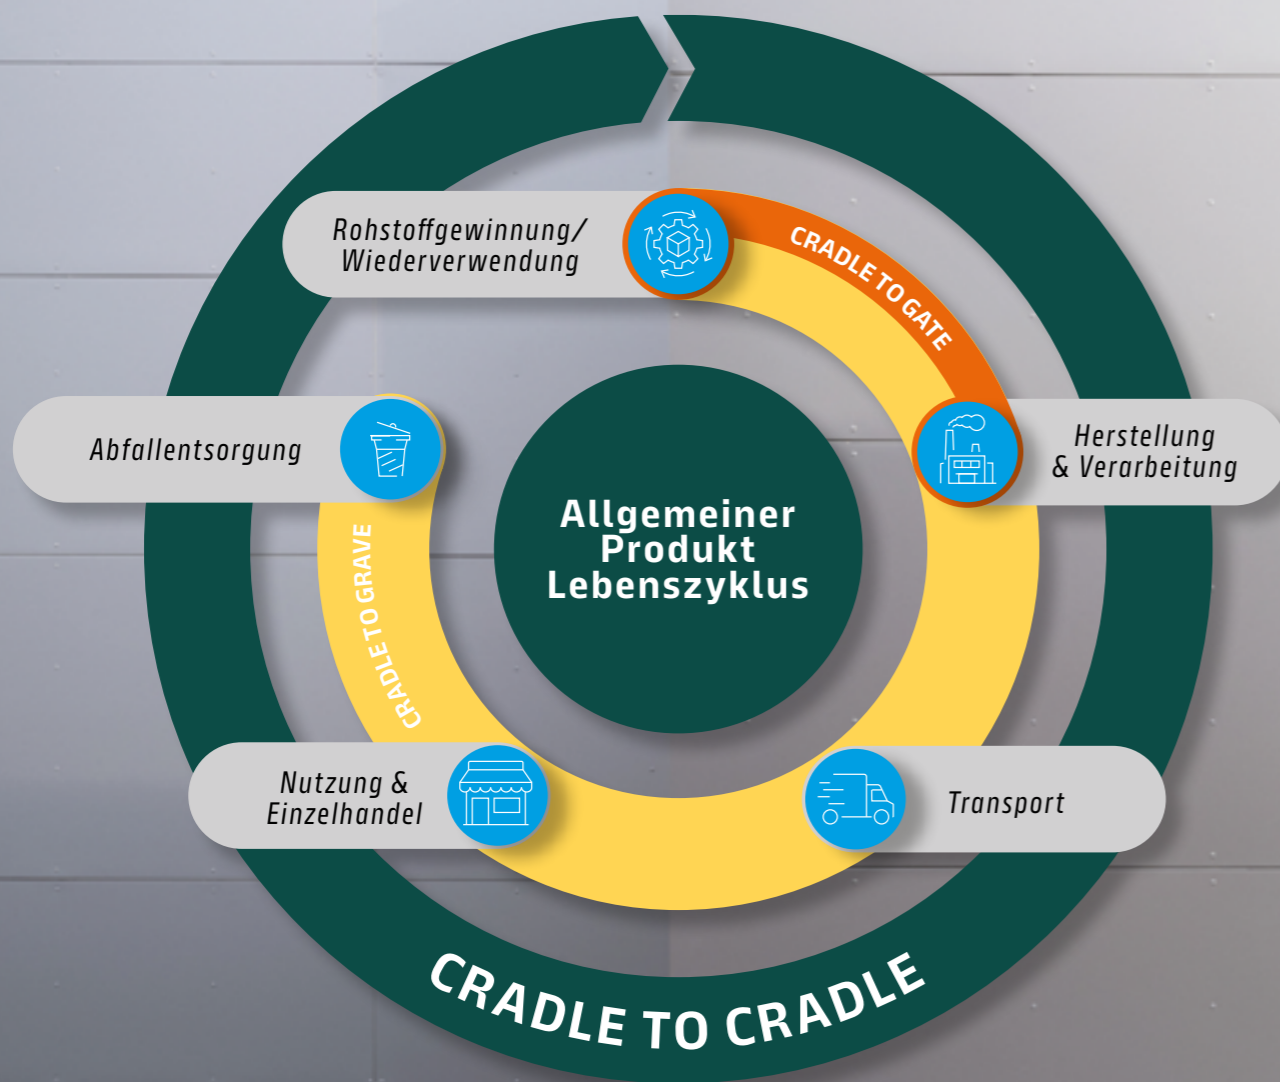 Rohstoffgewinnung/
Wiederverwendung
CRADLE TO GATE
Herstellung
& Verarbeitung
Abfallentsorgung
Allgemeiner
Produkt
Lebenszyklus
CRADLE TO GRAVE
Nutzung &
Einzelhandel
Transport
CRADLE TO CRADLE